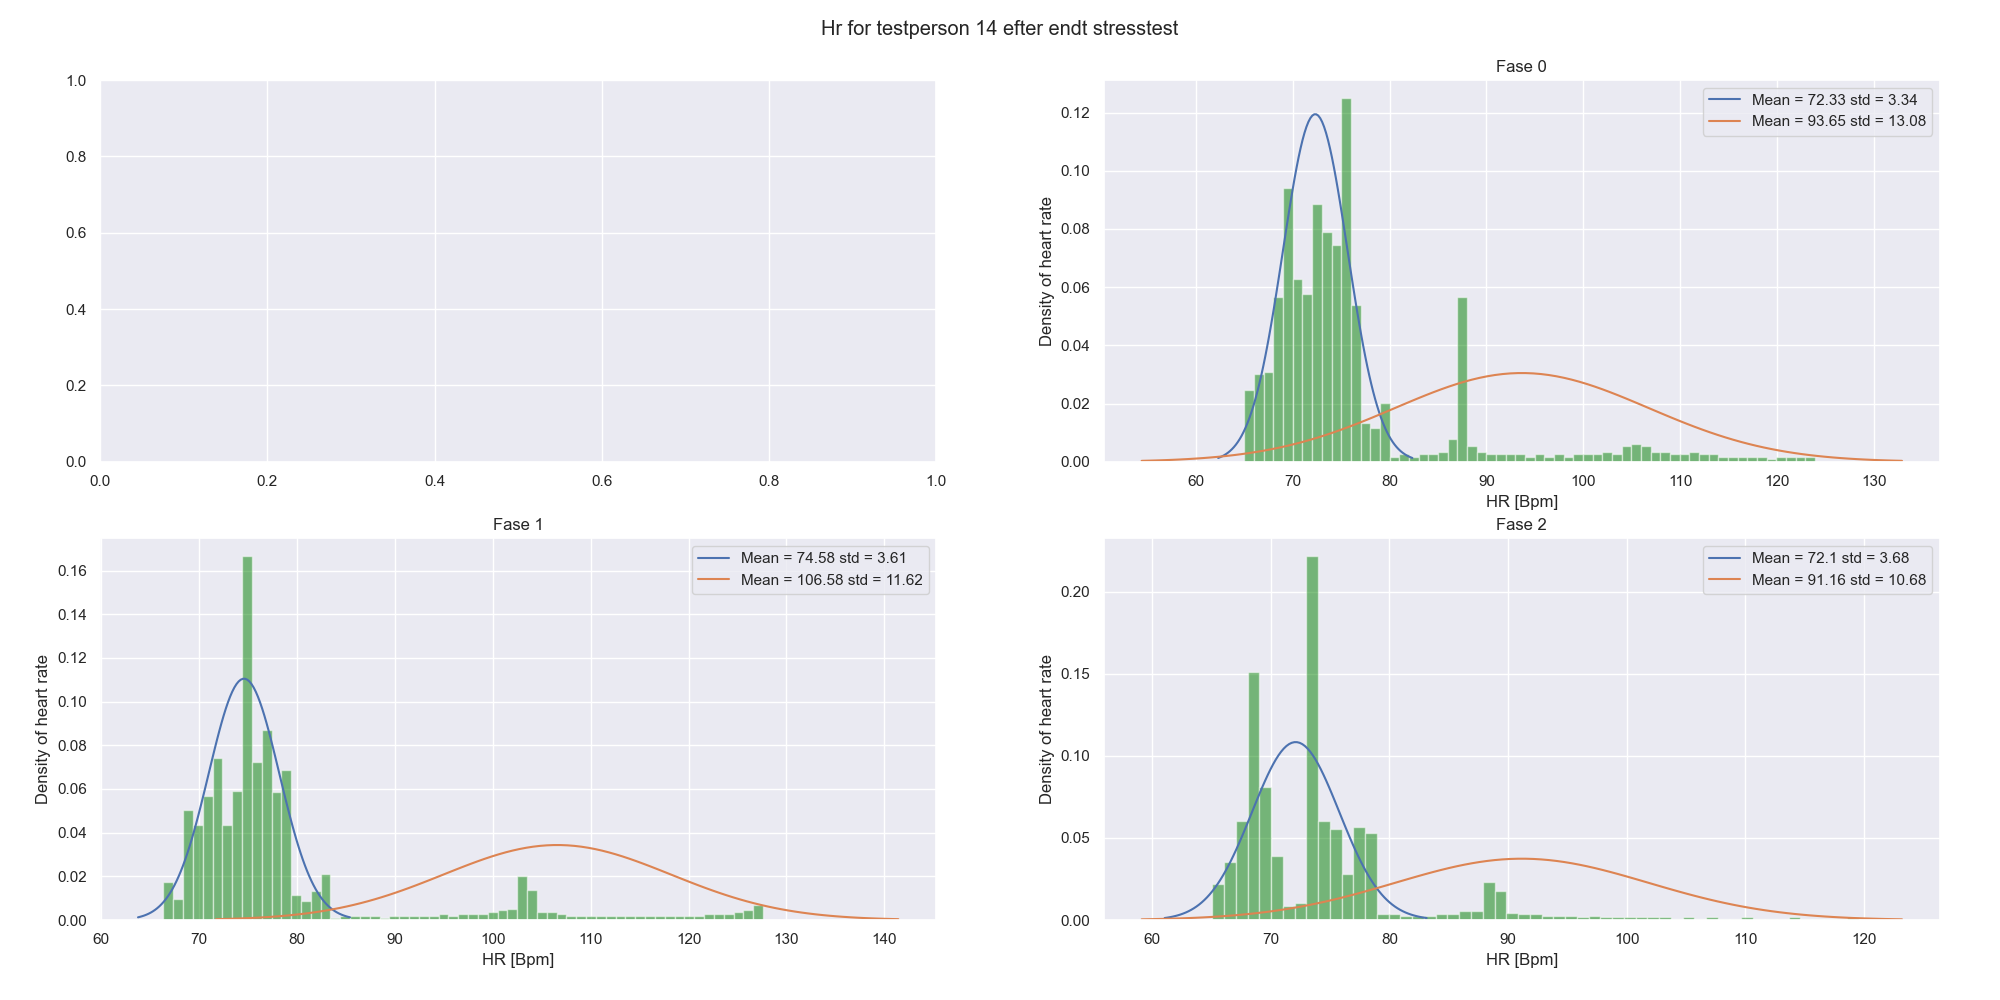 Hr for testperson 14 efter endt stresstest
1.0
0.8
0.6
0.4
0.2
0.0
0.0 0.2 0.4 0.6 0.8 1.0
Fase 0
Mean = 72.33 std = 3.34
Mean = 93.65 std = 13.08
Density of heart rate
0.12
0.10
0.08
0.06
0.04
0.02
0.00
60 70 80 90 100 110 120 130
HR [Bpm]
Fase 1
Mean = 74.58 std = 3.61
Mean = 106.58 std = 11.62
Density of heart rate
0.16
0.14
0.12
0.10
0.08
0.06
0.04
0.02
0.00
60 70 80 90 100 110 120 130 140
HR [Bpm]
Fase 2
Mean = 72.1 std = 3.68
Mean = 91.16 std = 10.68
Density of heart rate
0.20
0.15
0.10
0.05
0.00
60 70 80 90 100 110 120
HR [Bpm]